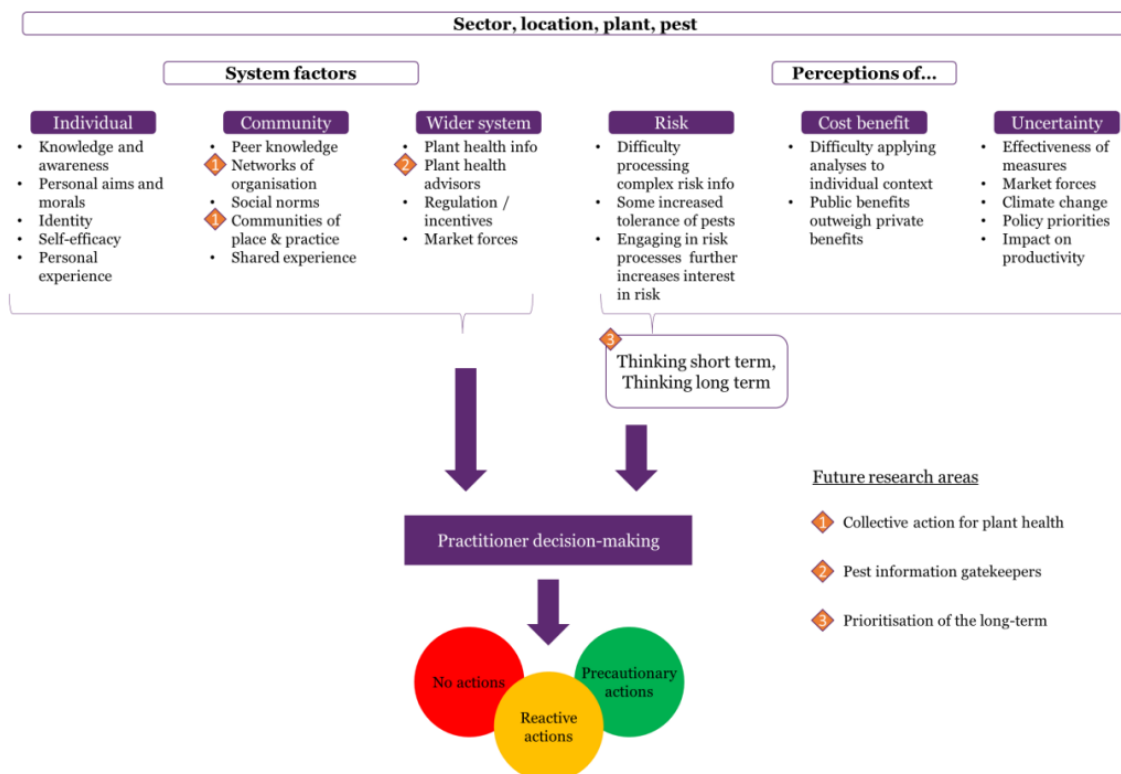 Sector, location, plant, pest
System factors
Perceptions of...
Individual
• Knowledge and
awareness
• Personal aims and
morals
• Identity
• Self-efficacy
• Personal
experience
Community
• Peer knowledge
1 • Networks of
organisation
• Social norms
1 • Communities of
place & practice
• Shared experience
Wider system
• Plant health info
2 • Plant health
advisors
• Regulation /
incentives
• Market forces
Risk
• Difficulty
processing
complex risk info
• Some increased
tolerance of pests
• Engaging in risk
processes further
increases interest
in risk
Cost benefit
• Difficulty applying
analyses to
individual context
• Public benefits
outweigh private
benefits
Uncertainty
• Effectiveness of
measures
• Market forces
• Climate change
• Policy priorities
• Impact on
productivity
3
Thinking short term,
Thinking long term
Practitioner decision-making
No actions
Reactive
actions
Precautionary
actions
Future research areas
1 Collective action for plant health
2 Pest information gatekeepers
3 Prioritisation of the long-term